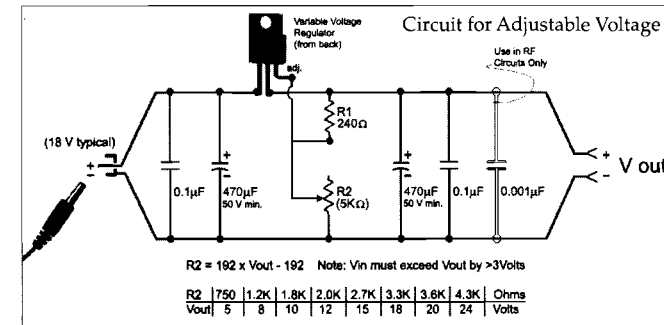 Circuit for Adjustable Voltage
Variable Voltage
Regulator
(from back)
adj.
Use in RF
Circuits Only
R1
240Ω
(18 V typical)
+
−
0.1µF
+
470µF
−
50 V min.
R2
(5KΩ)
+
470µF
−
50 V min.
0.1µF
0.001µF
+
−
V out
R2 = 192 x Vout - 192 Note: Vin must exceed Vout by >3Volts
R2 | 750 | 1.2K | 1.8K | 2.0K | 2.7K | 3.3K | 3.6K | 4.3K | Ohms
Vout | 5 | 8 | 10 | 12 | 15 | 18 | 20 | 24 | Volts